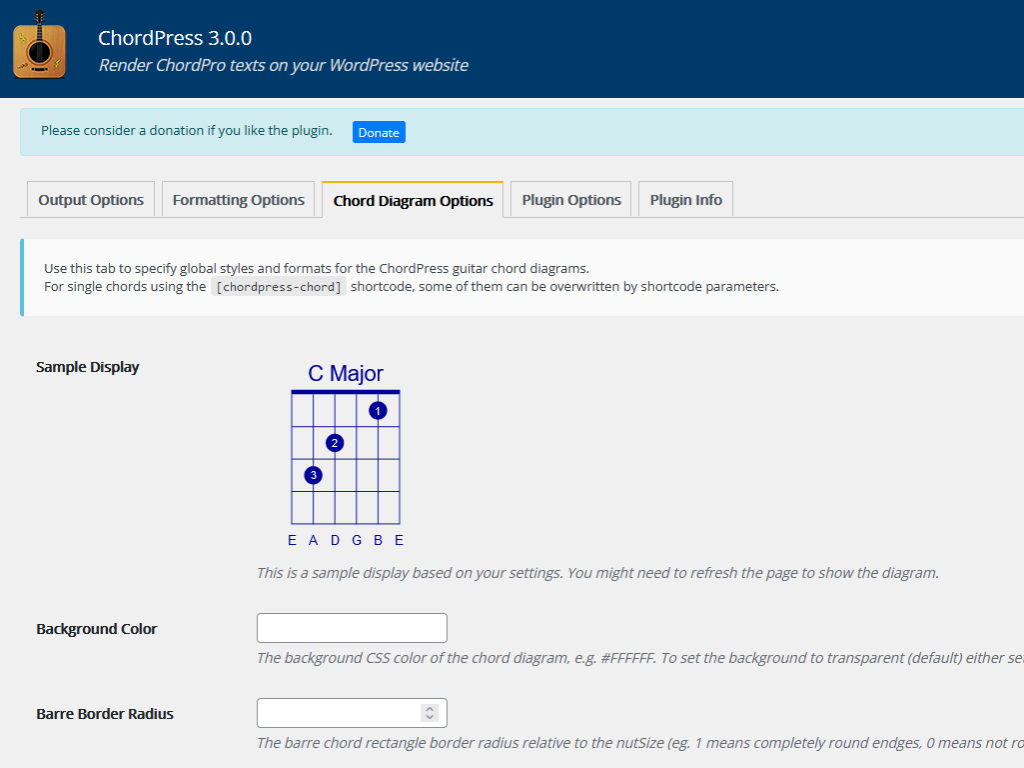 ChordPress 3.0.0
Render ChordPro texts on your WordPress website
Please consider a donation if you like the plugin. Donate
Output Options Formatting Options Chord Diagram Options Plugin Options Plugin Info
Use this tab to specify global styles and formats for the ChordPress guitar chord diagrams.
For single chords using the [chordpress-chord] shortcode, some of them can be overwritten by shortcode parameters.
Sample Display
C Major
1
2
3
E A D G B E
This is a sample display based on your settings. You might need to refresh the page to show the diagram.
Background Color
The background CSS color of the chord diagram, e.g. #FFFFFF. To set the background to transparent (default) either se
Barre Border Radius
The barre chord rectangle border radius relative to the nutSize (eg. 1 means completely round endges, 0 means not ro